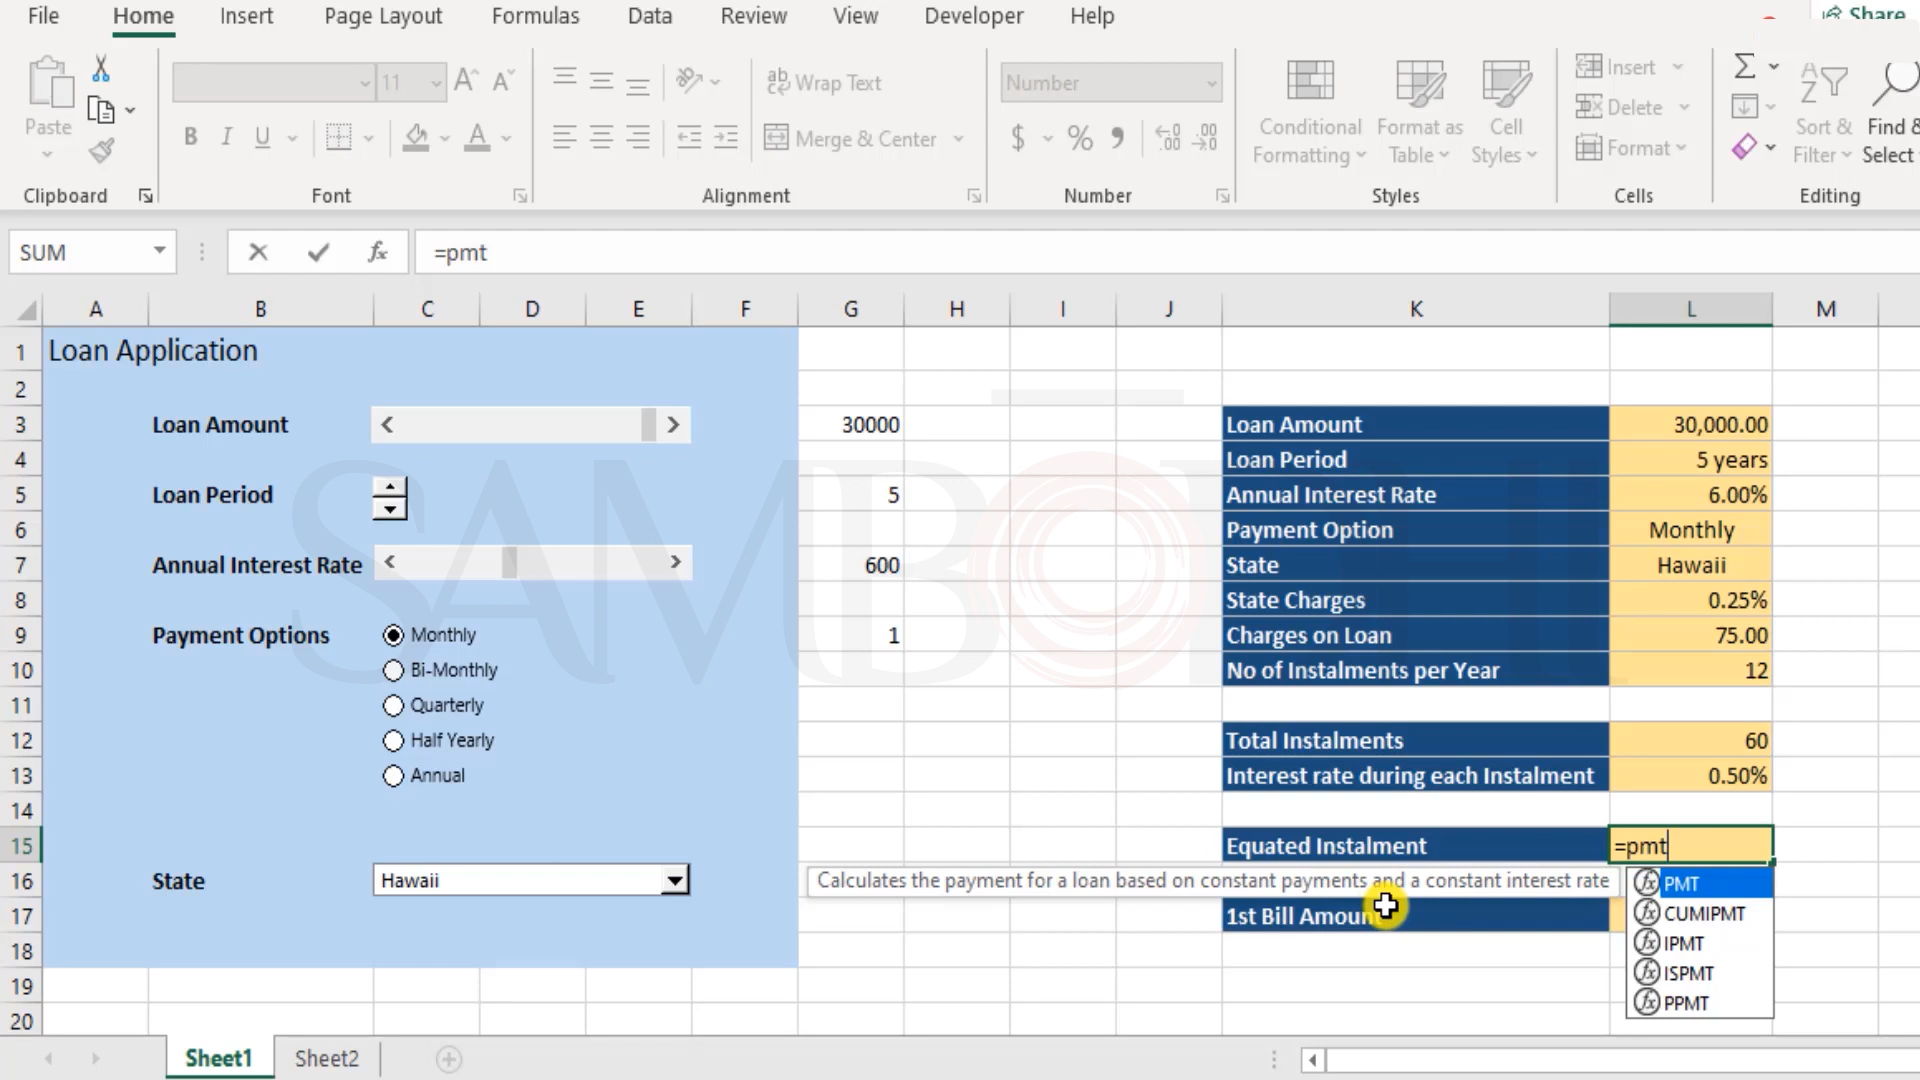 File Home Insert Page Layout Formulas Data Review View Developer Help Share
Paste
11
Wrap Text
Merge & Center
Number
Conditional Formatting
Format as Table
Cell Styles
Insert
Delete
Format
Sort & Filter
Find & Select
Clipboard Font Alignment Number Styles Cells Editing
SUM =pmt
A B C D E F G H I J K L M
1 Loan Application
2
3 Loan Amount 30000 Loan Amount 30,000.00
4 Loan Period 5 years
5 Loan Period 5 Annual Interest Rate 6.00%
6 Payment Option Monthly
7 Annual Interest Rate 600 State Hawaii
8 State Charges 0.25%
9 Payment Options Monthly 1 Charges on Loan 75.00
10 Bi-Monthly No of Instalments per Year 12
11 Quarterly
12 Half Yearly Total Instalments 60
13 Annual Interest rate during each Instalment 0.50%
14
15 Equated Instalment =pmt
16 State Hawaii Calculates the payment for a loan based on constant payments and a constant interest rate PMT
17 1st Bill Amount CUMIPMT
18 IPMT
19 ISPMT
20 PPMT
Sheet1 Sheet2